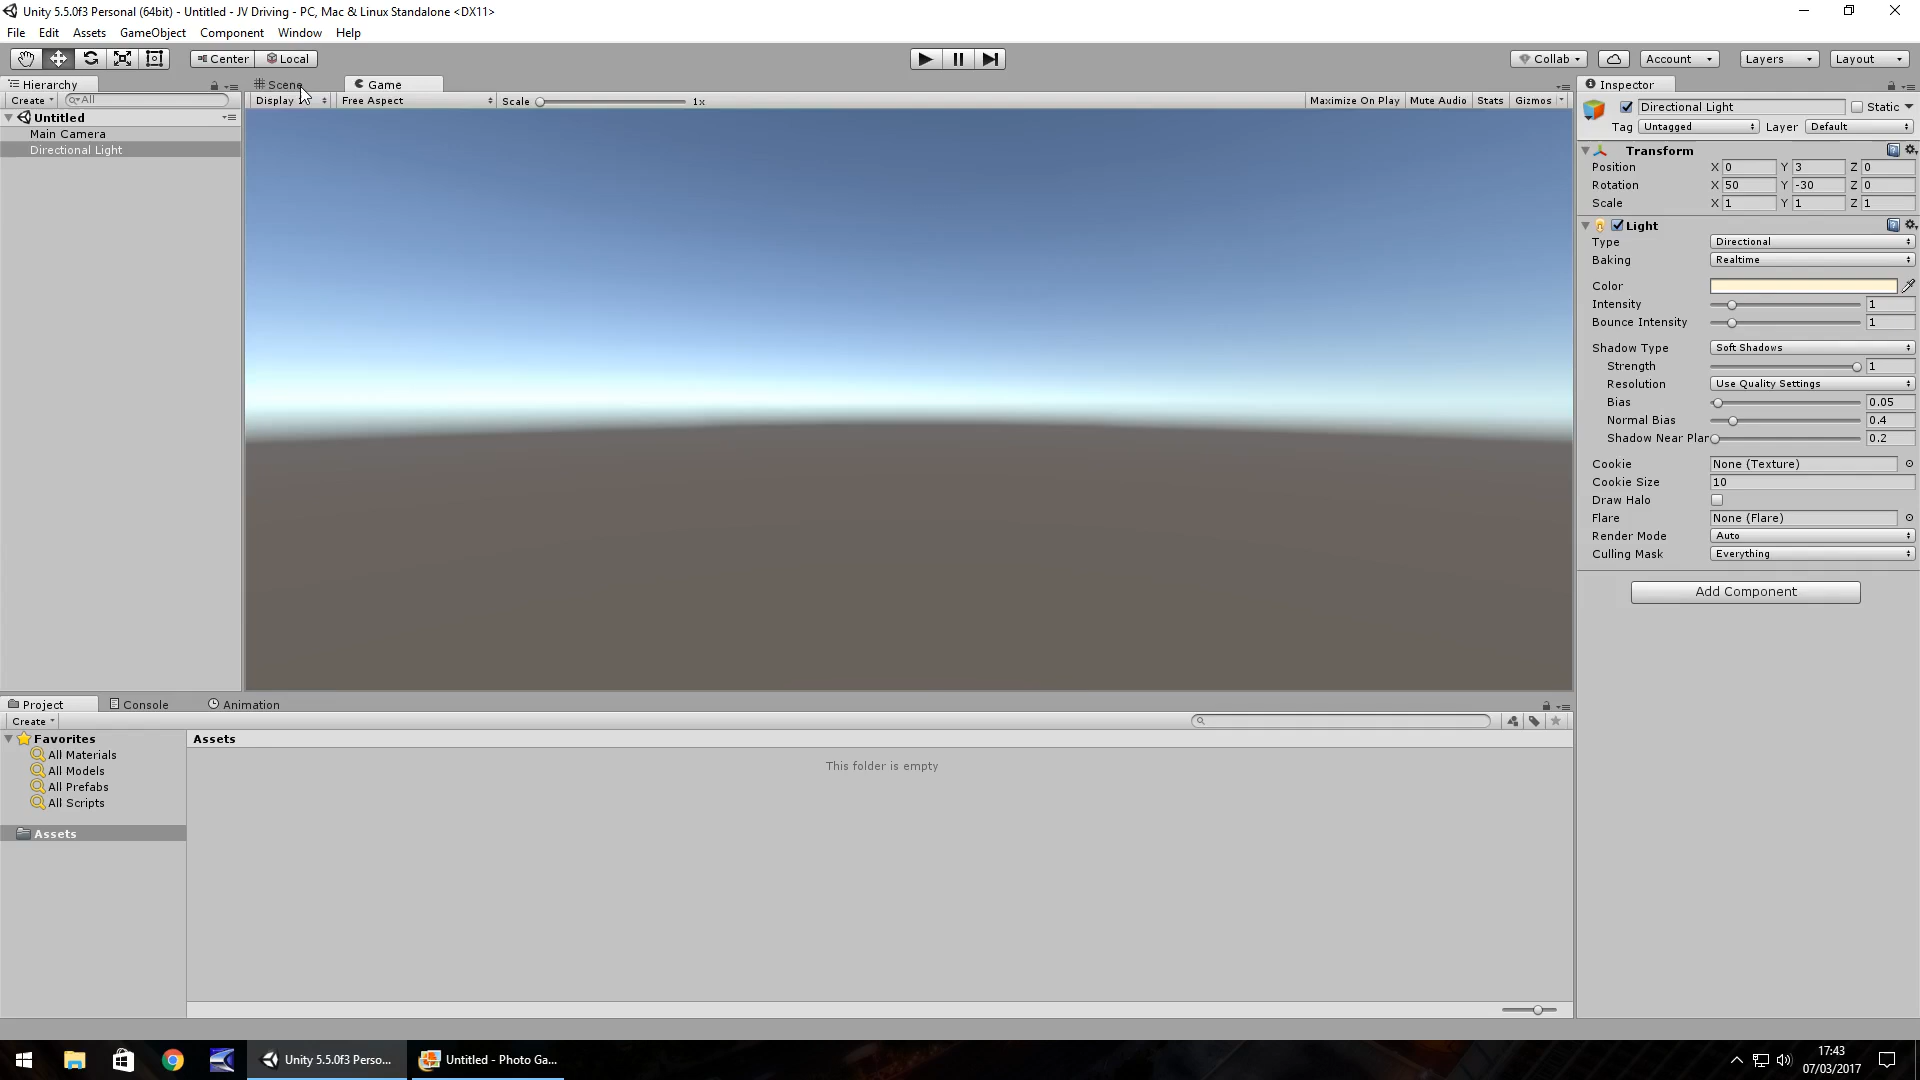 Unity 5.5.0f3 Personal (64bit) - Untitled - JV Driving - PC, Mac & Linux Standalone <DX11>
File Edit Assets GameObject Component Window Help
Center Local Collab Account Layers Layout
Hierarchy Scene Game Inspector
Create All Display Free Aspect Scale 1x Maximize On Play Mute Audio Stats Gizmos
Directional Light Static
Untitled
Main Camera
Directional Light
Tag Untagged Layer Default
Transform
Position X 0 Y 3 Z 0
Rotation X 50 Y -30 Z 0
Scale X 1 Y 1 Z 1
Light
Type Directional
Baking Realtime
Color
Intensity 1
Bounce Intensity 1
Shadow Type Soft Shadows
Strength 1
Resolution Use Quality Settings
Bias 0.05
Normal Bias 0.4
Shadow Near Plar 0.2
Cookie None (Texture)
Cookie Size 10
Draw Halo
Flare None (Flare)
Render Mode Auto
Culling Mask Everything
Add Component
Project Console Animation
Create
Favorites
All Materials
All Models
All Prefabs
All Scripts
Assets
Assets
This folder is empty
Unity 5.5.0f3 Perso...
Untitled - Photo Ga...
17:43
07/03/2017